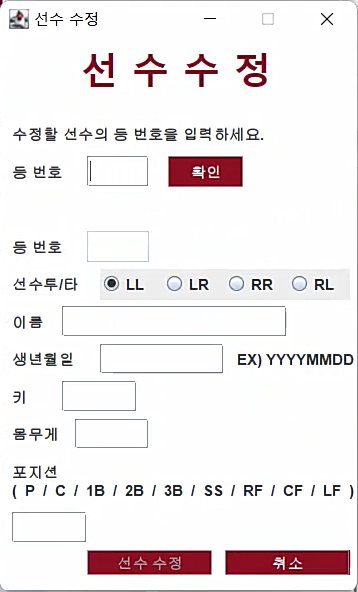 선수 수정
선 수 수 정
수정할 선수의 등 번호을 입력하세요.
등 번호 확인
등 번호
선수투/타 LL LR RR RL
이름
생년월일 EX) YYYYMMDD
키
몸무게
포지션
( P / C / 1B / 2B / 3B / SS / RF / CF / LF )
선수 수정 취소